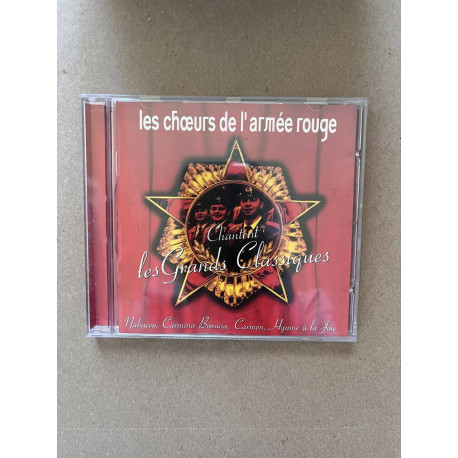 les chœurs de l'armée rouge
Chantent
les Grands Classiques
Nabucco, Carmina Burana, Carmen, Hymne à la Joie